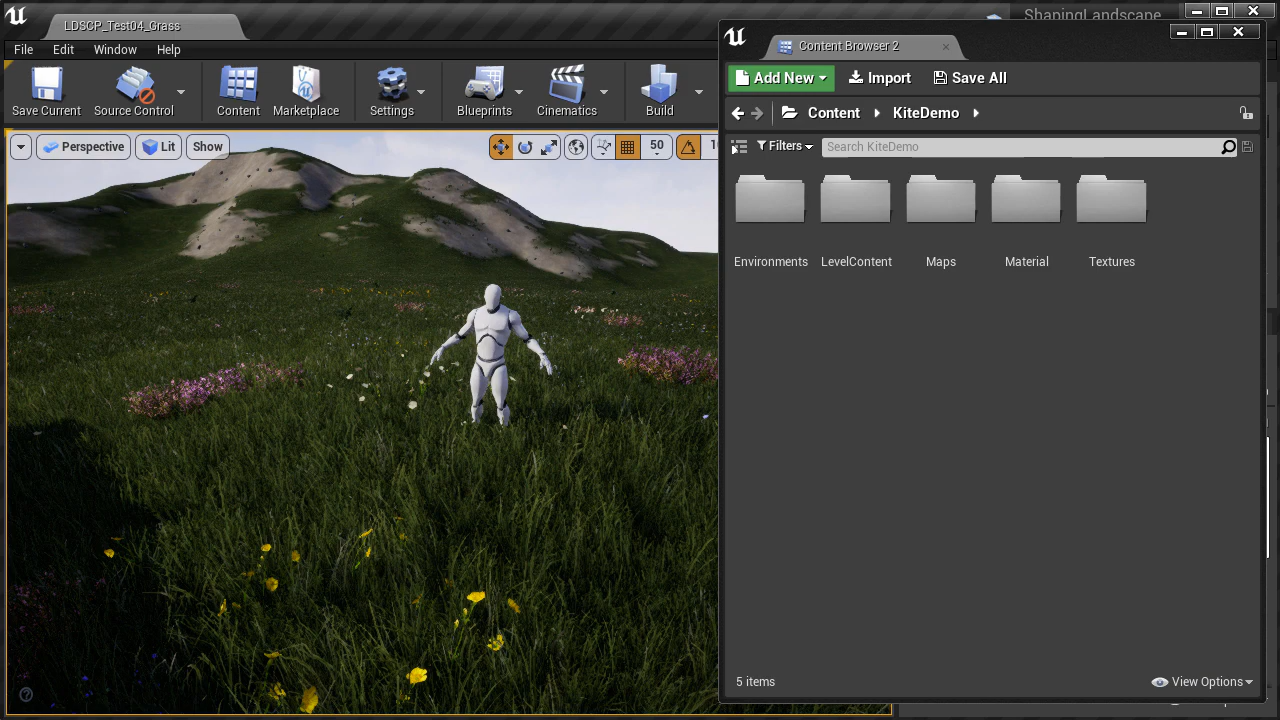 LDSCP_Test04_Grass
ShapingLandscape
File Edit Window Help
Save Current Source Control Content Marketplace Settings Blueprints Cinematics Build
Perspective Lit Show 50
Content Browser 2
Add New Import Save All
Content KiteDemo
Filters Search KiteDemo
Environments LevelContent Maps Material Textures
5 items View Options